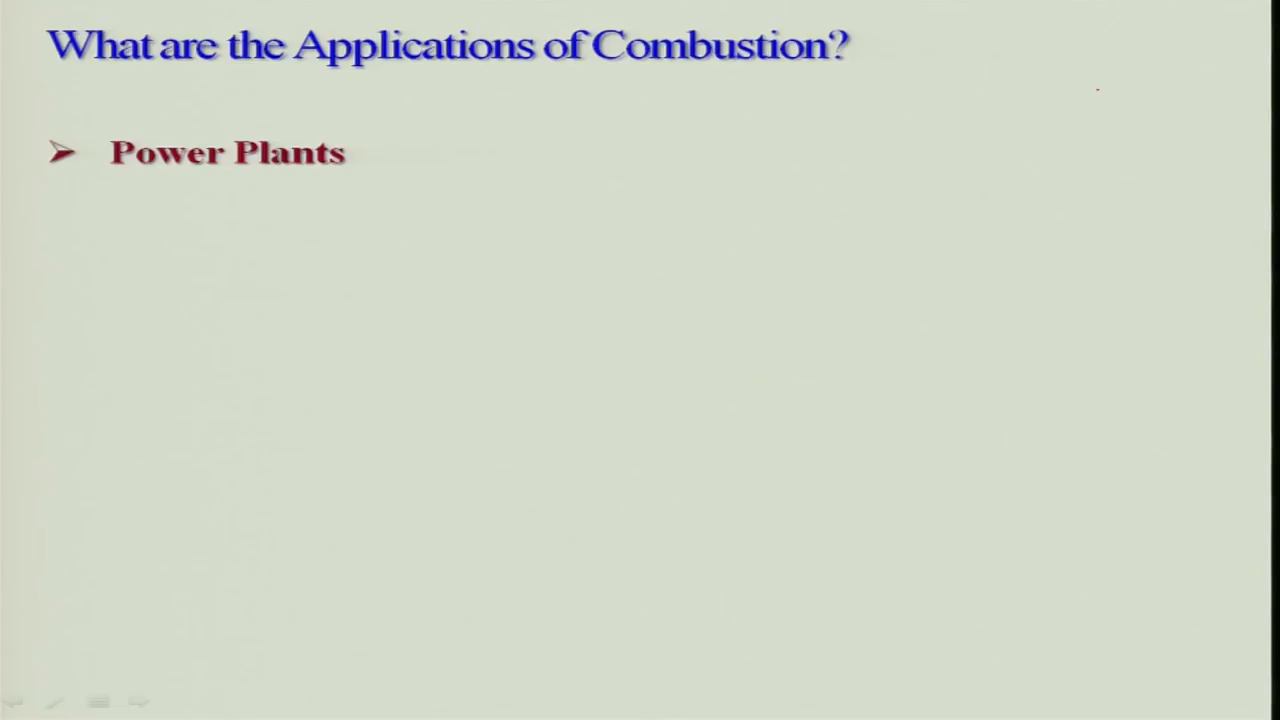 What are the Applications of Combustion?
➢ Power Plants